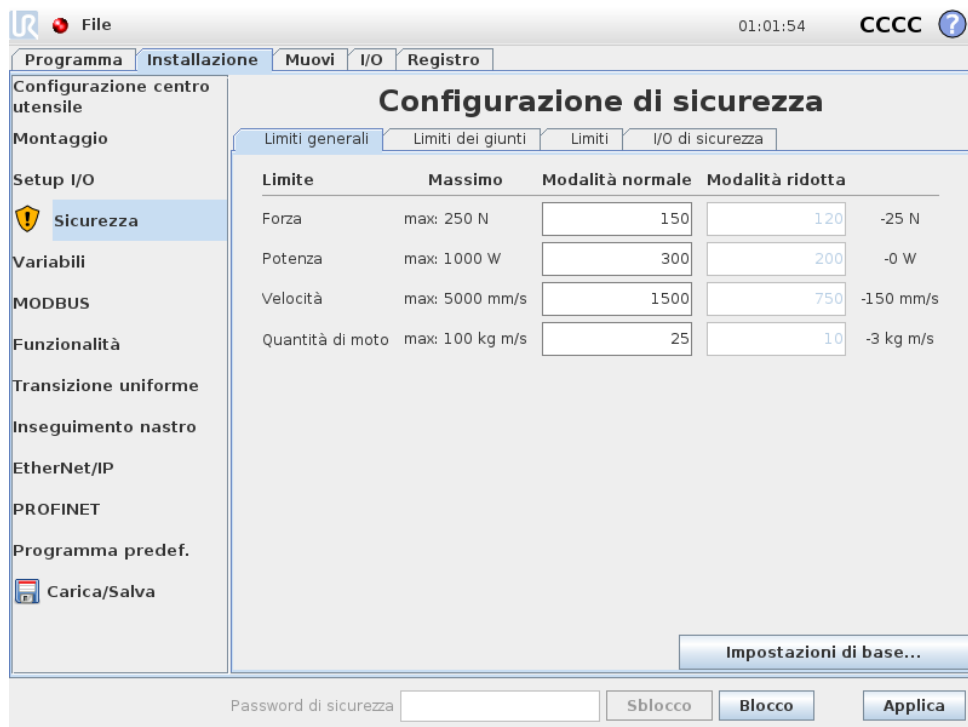 UR File 01:01:54 CCCC ?
Programma Installazione Muovi I/O Registro
Configurazione centro
utensile
Montaggio
Setup I/O
Sicurezza
Variabili
MODBUS
Funzionalità
Transizione uniforme
Inseguimento nastro
EtherNet/IP
PROFINET
Programma predef.
Carica/Salva
Configurazione di sicurezza
Limiti generali Limiti dei giunti Limiti I/O di sicurezza
Limite Massimo Modalità normale Modalità ridotta
Forza max: 250 N 150 120 -25 N
Potenza max: 1000 W 300 200 -0 W
Velocità max: 5000 mm/s 1500 750 -150 mm/s
Quantità di moto max: 100 kg m/s 25 10 -3 kg m/s
Impostazioni di base...
Password di sicurezza Sblocco Blocco Applica